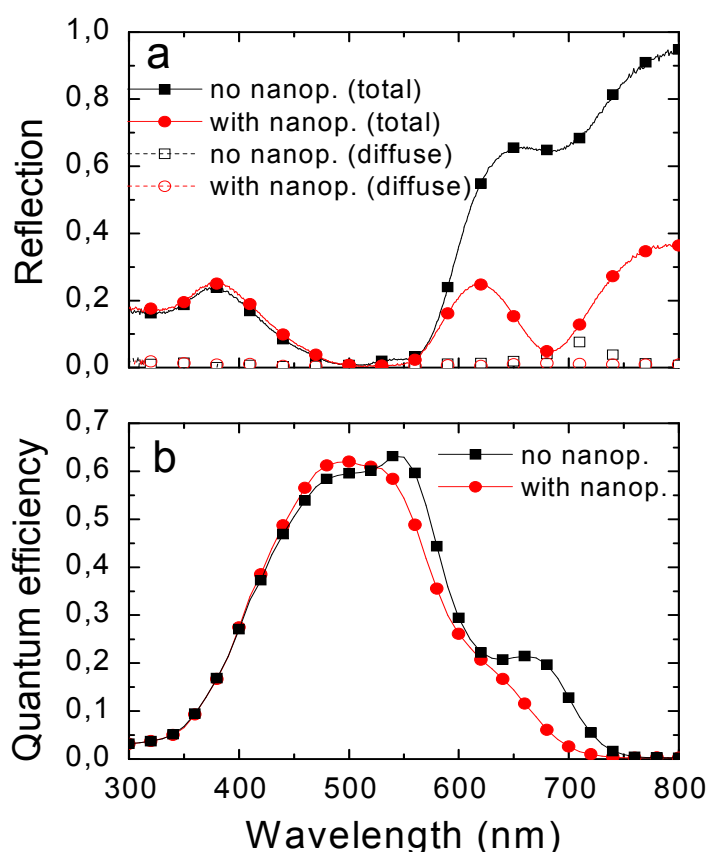 a
no nanop. (total)
with nanop. (total)
no nanop. (diffuse)
with nanop. (diffuse)
Reflection
1,0
0,8
0,6
0,4
0,2
0,0
b
no nanop.
with nanop.
Quantum efficiency
0,7
0,6
0,5
0,4
0,3
0,2
0,1
0,0
300 400 500 600 700 800
Wavelength (nm)